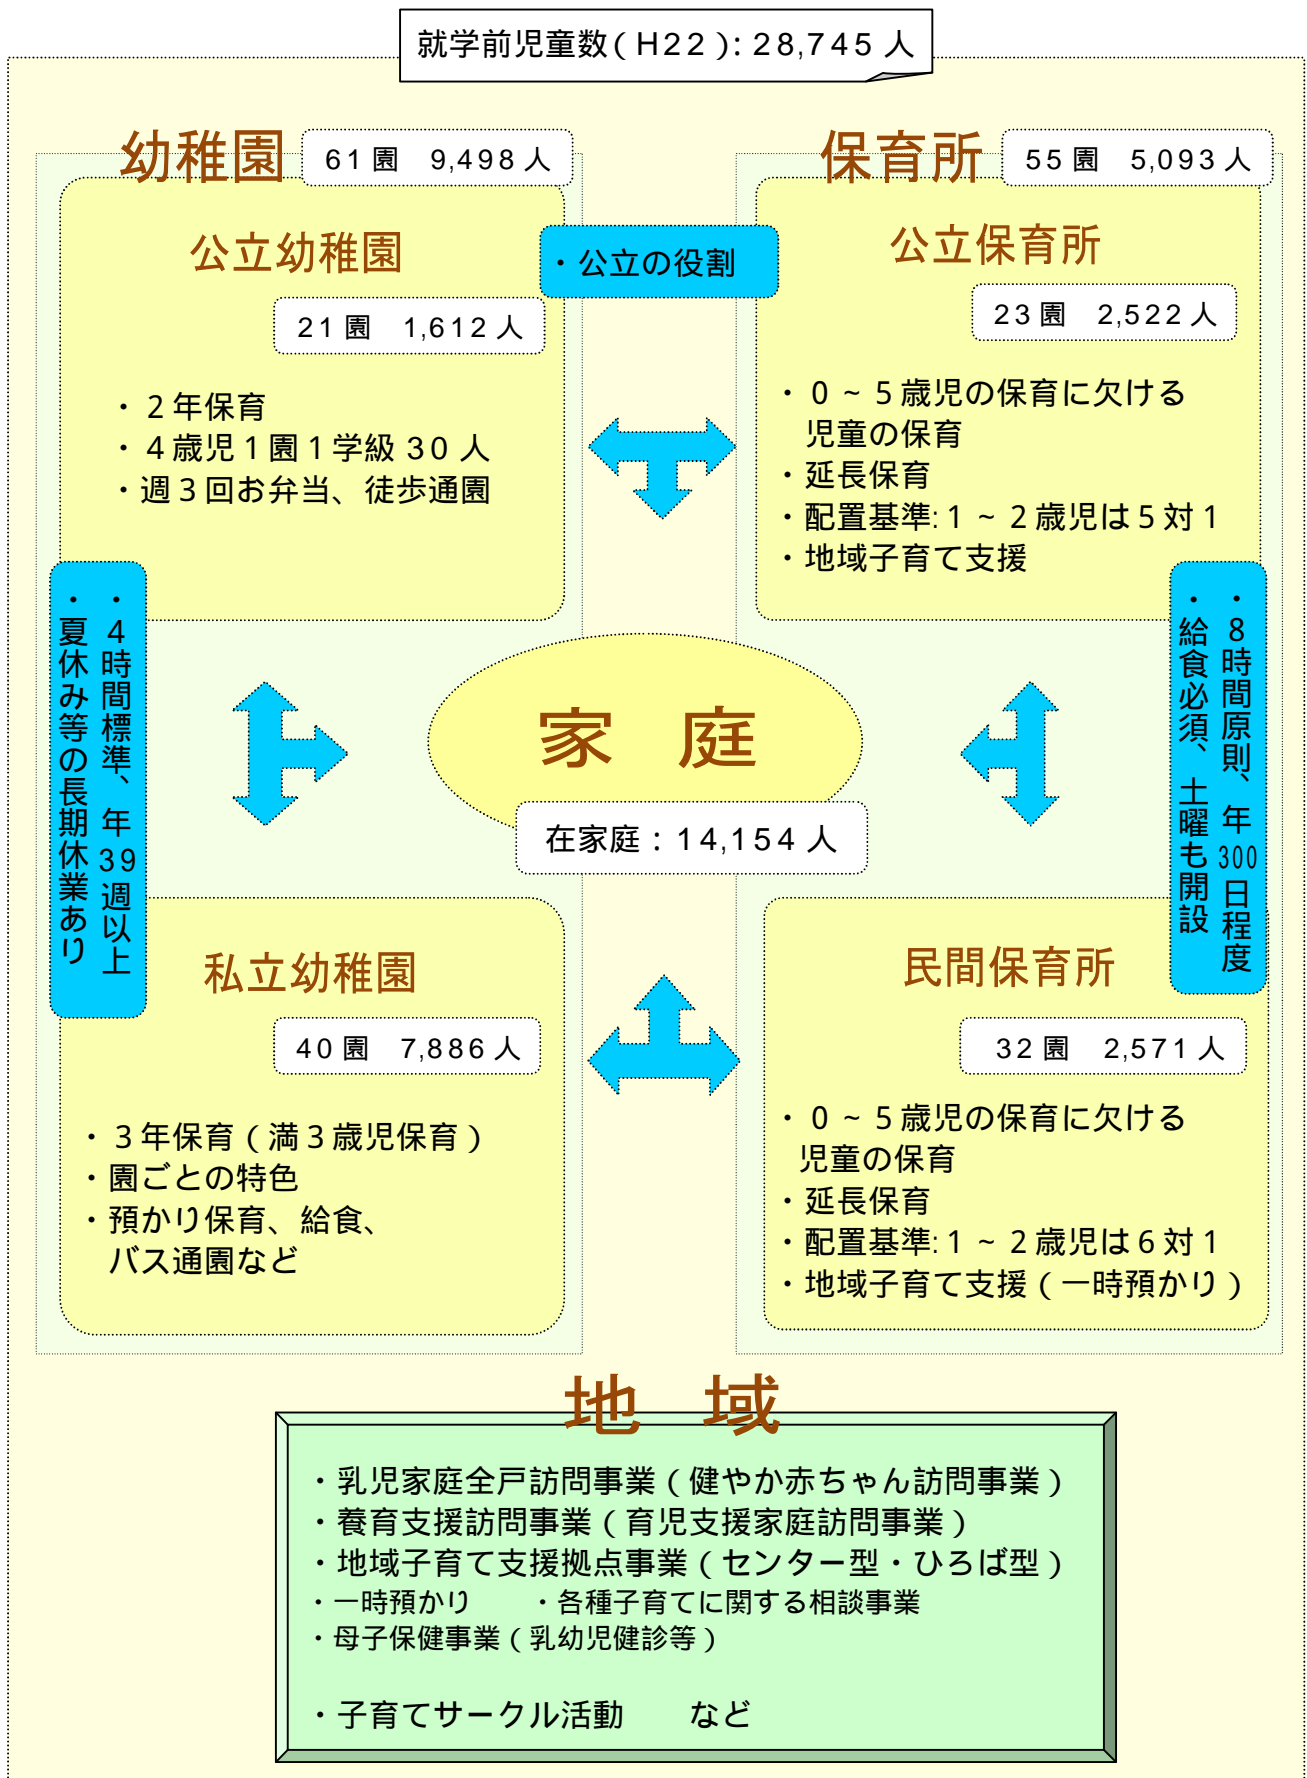 就学前児童数(H22):28,745人
幼稚園
61園 9,498人
保育所
55園 5,093人
公立幼稚園
21園 1,612人
・2年保育
・4歳児1園1学級30人
・週3回お弁当、徒歩通園
・公立の役割
公立保育所
23園 2,522人
・0~5歳児の保育に欠ける
児童の保育
・延長保育
・配置基準:1~2歳児は5対1
・地域子育て支援
・4時間標準、年39週以上
・夏休み等の長期休業あり
家 庭
在家庭:14,154人
・8時間原則、年300日程度
・給食必須、土曜も開設
私立幼稚園
40園 7,886人
・3年保育(満3歳児保育)
・園ごとの特色
・預かり保育、給食、
バス通園など
民間保育所
32園 2,571人
・0~5歳児の保育に欠ける
児童の保育
・延長保育
・配置基準:1~2歳児は6対1
・地域子育て支援(一時預かり)
地 域
・乳児家庭全戸訪問事業(健やか赤ちゃん訪問事業)
・養育支援訪問事業(育児支援家庭訪問事業)
・地域子育て支援拠点事業(センター型・ひろば型)
・一時預かり ・各種子育てに関する相談事業
・母子保健事業(乳幼児健診等)
・子育てサークル活動 など